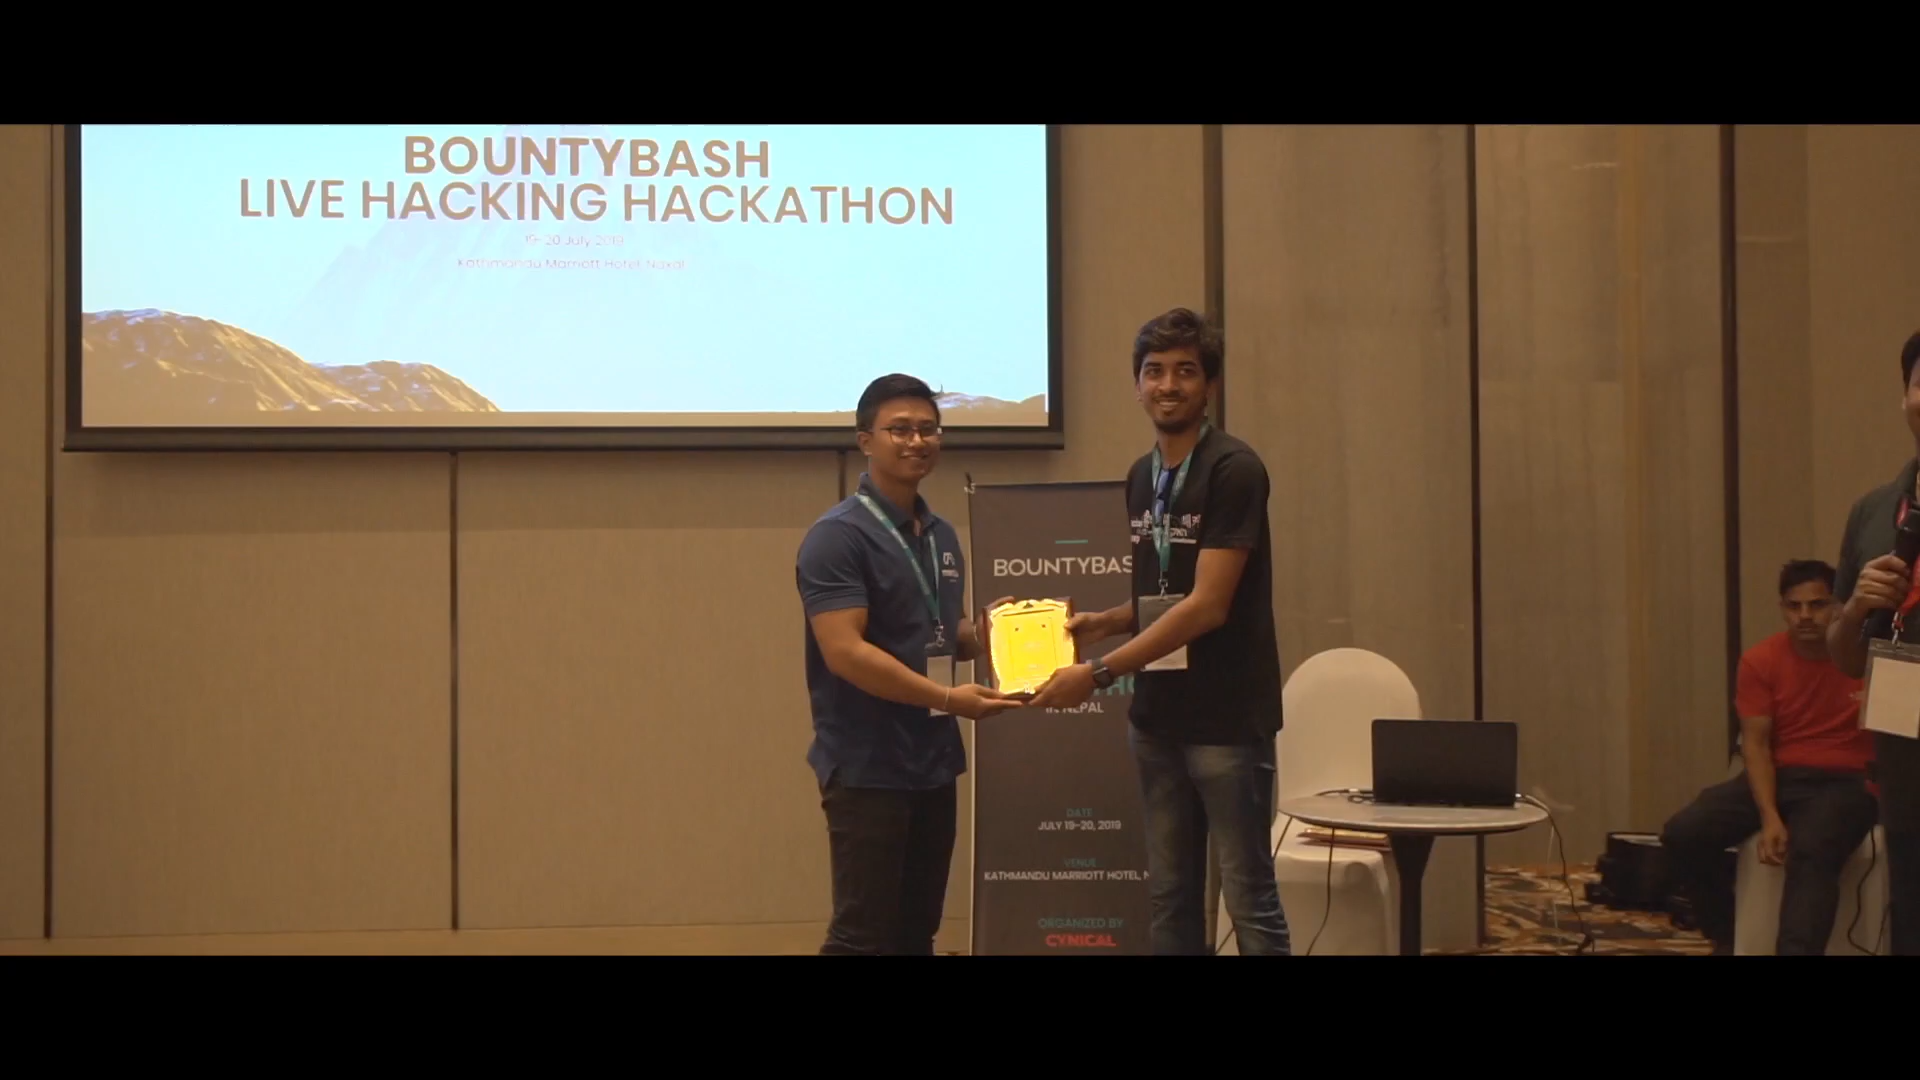 BOUNTYBASH
LIVE HACKING HACKATHON
19-20 July 2019
Kathmandu Marriott Hotel, Naxal
BOUNTYBAS
IN NEPAL
DATE
JULY 19-20, 2019
VENUE
KATHMANDU MARRIOTT HOTEL, N
ORGANIZED BY
CYNICAL